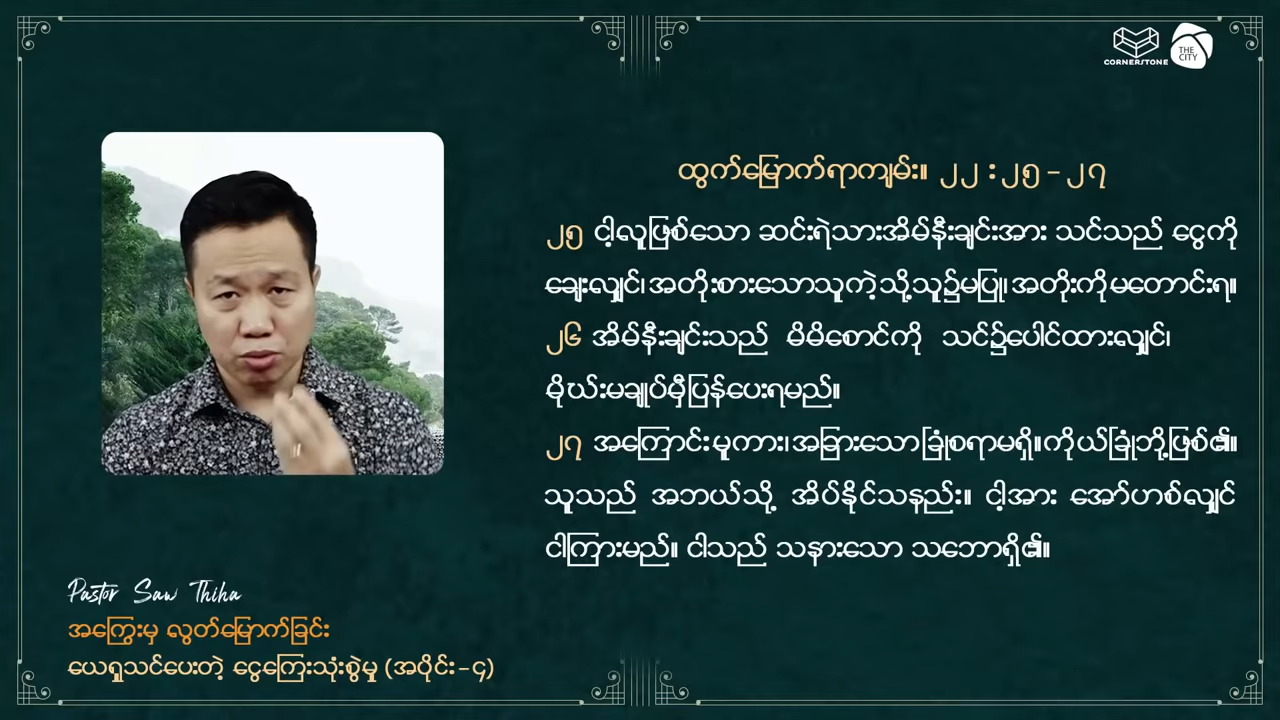 CORNERSTONE
THE CITY
ထွက်မြောက်ရာကျမ်း။ ၂၂ : ၂၅ - ၂၇
၂၅ ငါ့လူဖြစ်သော ဆင်းရဲသားအိမ်နီးချင်းအား သင်သည် ငွေကို
ချေးလျှင်၊ အတိုးစားသောသူကဲ့သို့သူ၌မပြု၊ အတိုးကိုမတောင်းရ။
၂၆ အိမ်နီးချင်းသည် မိမိစောင်ကို သင်၌ပေါင်ထားလျှင်၊
မိုဃ်းမချုပ်မှီပြန်ပေးရမည်။
၂၇ အကြောင်းမူကား၊ အခြားသောခြုံစရာမရှိ။ ကိုယ်ခြုံဘို့ဖြစ်၏။
သူသည် အဘယ်သို့ အိပ်နိုင်သနည်း။ ငါ့အား အော်ဟစ်လျှင်
ငါကြားမည်။ ငါသည် သနားသော သဘောရှိ၏။
Pastor Saw Thiha
အကြွေးမှ လွတ်မြောက်ခြင်း
ယေရှုသင်ပေးတဲ့ ငွေကြေးသုံးစွဲမှု (အပိုင်း - ၄)